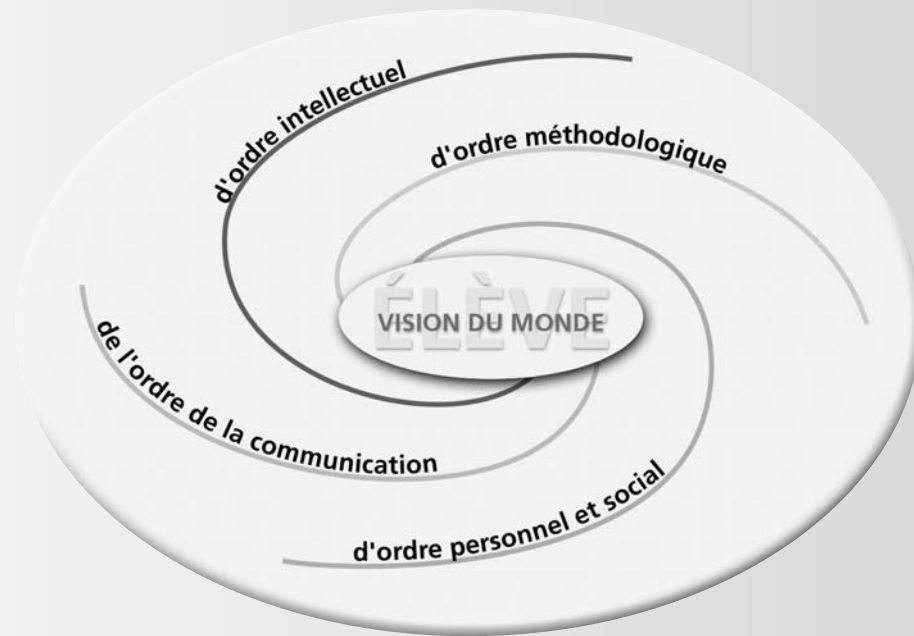 d'ordre intellectuel
d'ordre méthodologique
ÉLÈVE
VISION DU MONDE
de l'ordre de la communication
d'ordre personnel et social